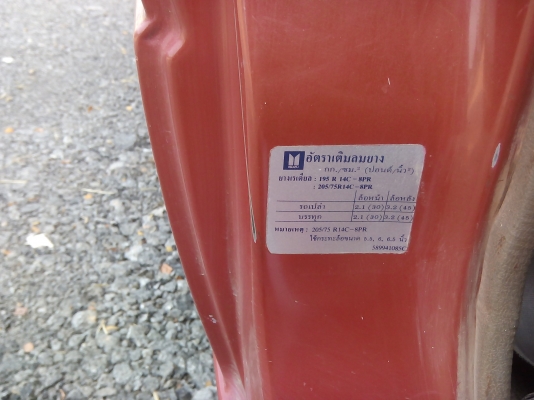 อัตราเติมลมยาง
กก./ซม.² (ปอนด์/นิ้ว²)
ยางเรเดียล : 195 R 14C-8PR
: 205/75R14C-8PR
ล้อหน้า ล้อหลัง
รถเปล่า 2.1 (30) 3.2 (45)
บรรทุก 2.1 (30) 3.2 (45)
หมายเหตุ : 205/75 R14C-8PR
ใช้กระทะล้อขนาด 5.5, 6, 6.5 นิ้ว